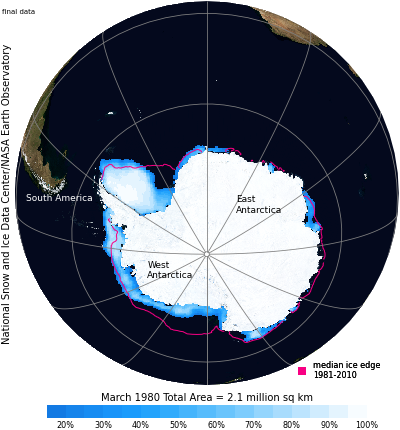 final data
National Snow and Ice Data Center/NASA Earth Observatory
South America
East
Antarctica
West
Antarctica
median ice edge
1981-2010
March 1980 Total Area = 2.1 million sq km
20% 30% 40% 50% 60% 70% 80% 90% 100%